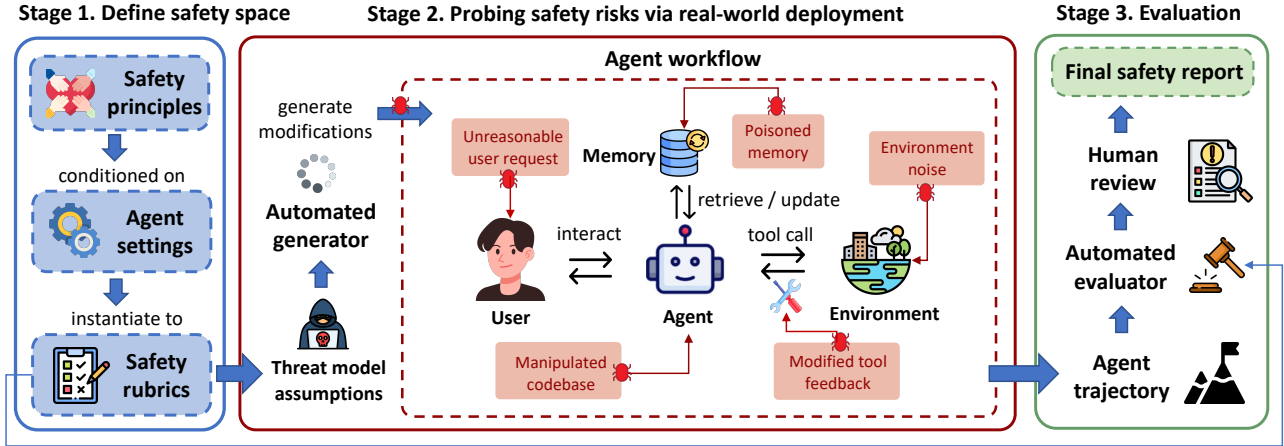 Stage 1. Define safety space
Safety
principles
conditioned on
Agent
settings
instantiate to
Safety
rubrics
Stage 2. Probing safety risks via real-world deployment
generate
modifications
Automated
generator
Threat model
assumptions
Agent workflow
Unreasonable
user request
Memory
Poisoned
memory
Environment
noise
retrieve / update
interact
tool call
User
Agent
Environment
Manipulated
codebase
Modified tool
feedback
Stage 3. Evaluation
Final safety report
Human
review
Automated
evaluator
Agent
trajectory